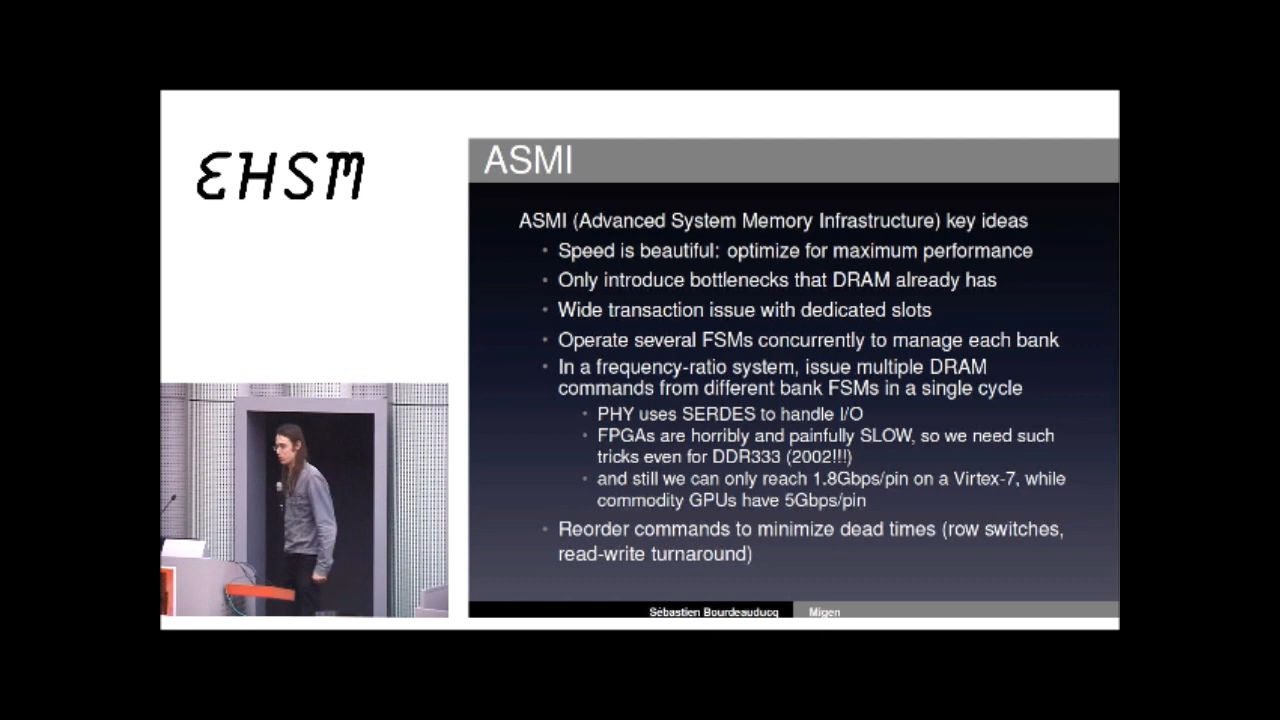 EHSM
ASMI
ASMI (Advanced System Memory Infrastructure) key ideas
• Speed is beautiful: optimize for maximum performance
• Only introduce bottlenecks that DRAM already has
• Wide transaction issue with dedicated slots
• Operate several FSMs concurrently to manage each bank
• In a frequency-ratio system, issue multiple DRAM
commands from different bank FSMs in a single cycle
• PHY uses SERDES to handle I/O
• FPGAs are horribly and painfully SLOW, so we need such
tricks even for DDR333 (2002!!!)
• and still we can only reach 1.8Gbps/pin on a Virtex-7, while
commodity GPUs have 5Gbps/pin
• Reorder commands to minimize dead times (row switches,
read-write turnaround)
Sébastien Bourdeauducq Migen